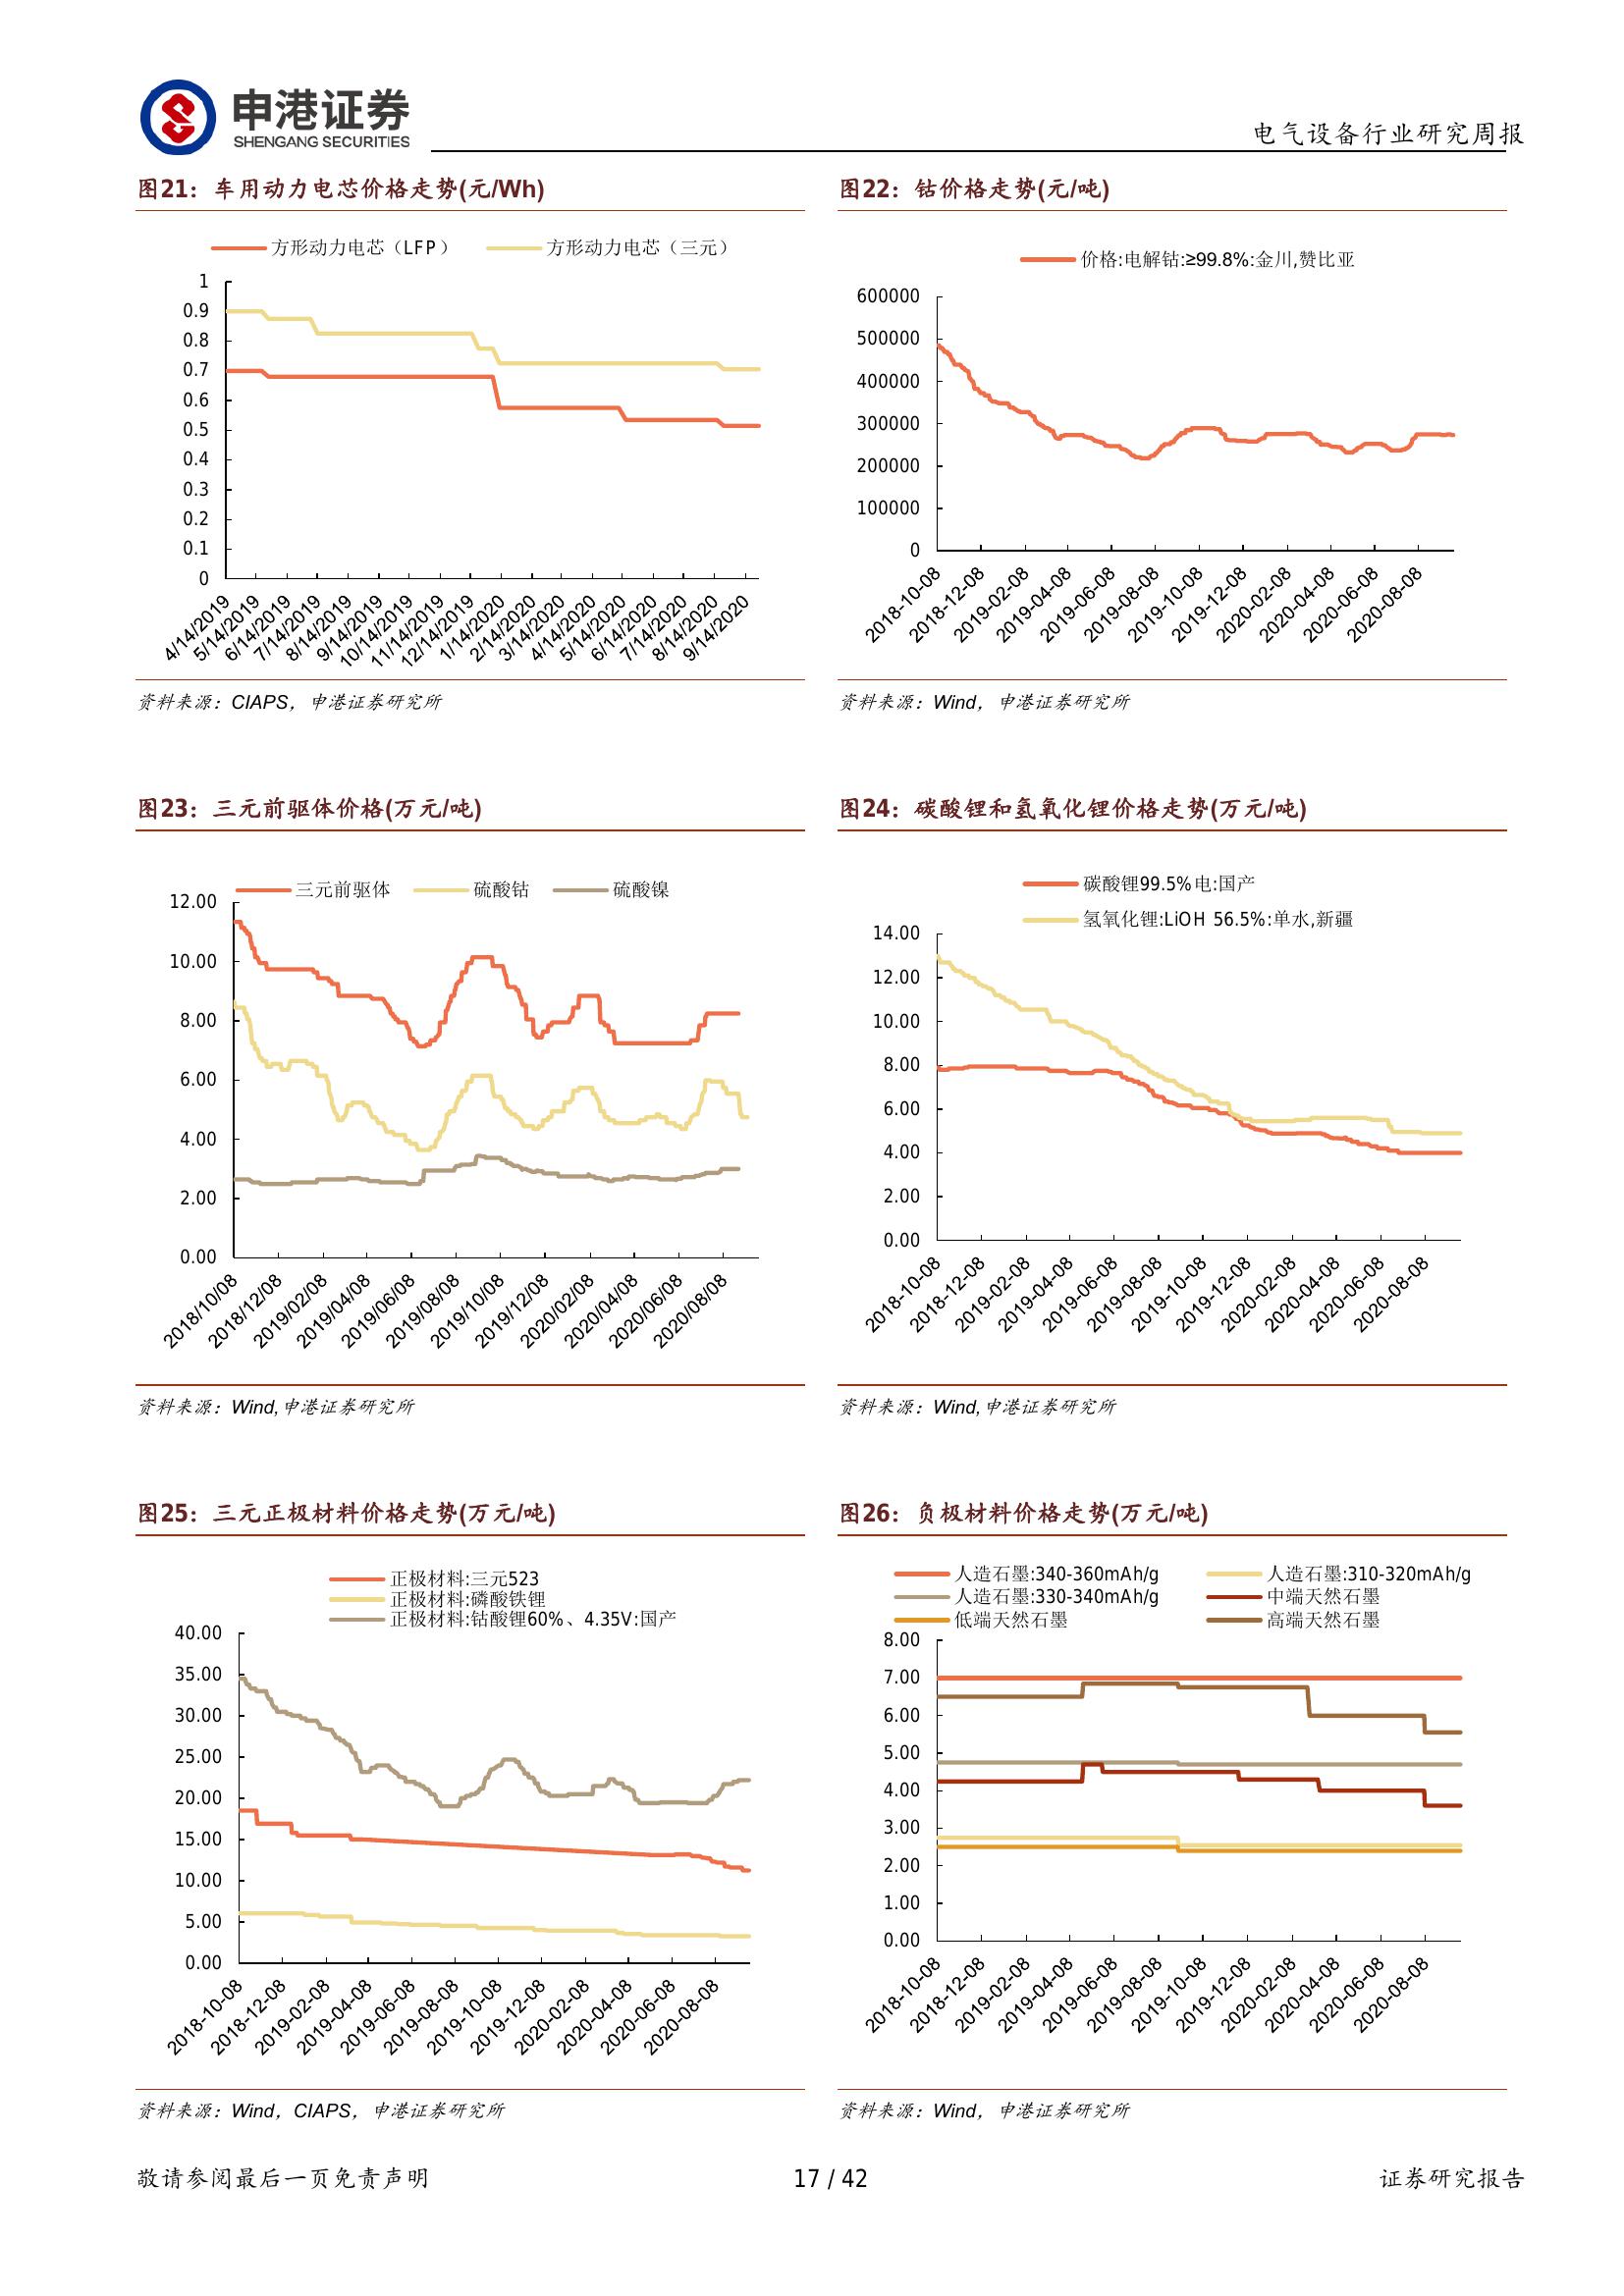 申港证券
SHENGANG SECURITIES
电气设备行业研究周报
图21：车用动力电芯价格走势(元/Wh)
方形动力电芯（LFP） 方形动力电芯（三元）
1
0.9
0.8
0.7
0.6
0.5
0.4
0.3
0.2
0.1
0
4/14/2019 5/14/2019 6/14/2019 7/14/2019 8/14/2019 9/14/2019 10/14/2019 11/14/2019 12/14/2019 1/14/2020 2/14/2020 3/14/2020 4/14/2020 5/14/2020 6/14/2020 7/14/2020 8/14/2020 9/14/2020
资料来源：CIAPS，申港证券研究所
图22：钴价格走势(元/吨)
价格:电解钴:≥99.8%:金川,赞比亚
600000
500000
400000
300000
200000
100000
0
2018-10-08 2018-12-08 2019-02-08 2019-04-08 2019-06-08 2019-08-08 2019-10-08 2019-12-08 2020-02-08 2020-04-08 2020-06-08 2020-08-08
资料来源：Wind，申港证券研究所
图23：三元前驱体价格(万元/吨)
三元前驱体 硫酸钴 硫酸镍
12.00
10.00
8.00
6.00
4.00
2.00
0.00
2018/10/08 2018/12/08 2019/02/08 2019/04/08 2019/06/08 2019/08/08 2019/10/08 2019/12/08 2020/02/08 2020/04/08 2020/06/08 2020/08/08
资料来源：Wind,申港证券研究所
图24：碳酸锂和氢氧化锂价格走势(万元/吨)
碳酸锂99.5%电:国产
氢氧化锂:LiOH 56.5%:单水,新疆
14.00
12.00
10.00
8.00
6.00
4.00
2.00
0.00
2018-10-08 2018-12-08 2019-02-08 2019-04-08 2019-06-08 2019-08-08 2019-10-08 2019-12-08 2020-02-08 2020-04-08 2020-06-08 2020-08-08
资料来源：Wind,申港证券研究所
图25：三元正极材料价格走势(万元/吨)
正极材料:三元523
正极材料:磷酸铁锂
正极材料:钴酸锂60%、4.35V:国产
40.00
35.00
30.00
25.00
20.00
15.00
10.00
5.00
0.00
2018-10-08 2018-12-08 2019-02-08 2019-04-08 2019-06-08 2019-08-08 2019-10-08 2019-12-08 2020-02-08 2020-04-08 2020-06-08 2020-08-08
资料来源：Wind，CIAPS，申港证券研究所
图26：负极材料价格走势(万元/吨)
人造石墨:340-360mAh/g 人造石墨:310-320mAh/g
人造石墨:330-340mAh/g 中端天然石墨
低端天然石墨 高端天然石墨
8.00
7.00
6.00
5.00
4.00
3.00
2.00
1.00
0.00
2018-10-08 2018-12-08 2019-02-08 2019-04-08 2019-06-08 2019-08-08 2019-10-08 2019-12-08 2020-02-08 2020-04-08 2020-06-08 2020-08-08
资料来源：Wind，申港证券研究所
敬请参阅最后一页免责声明 17 / 42 证券研究报告